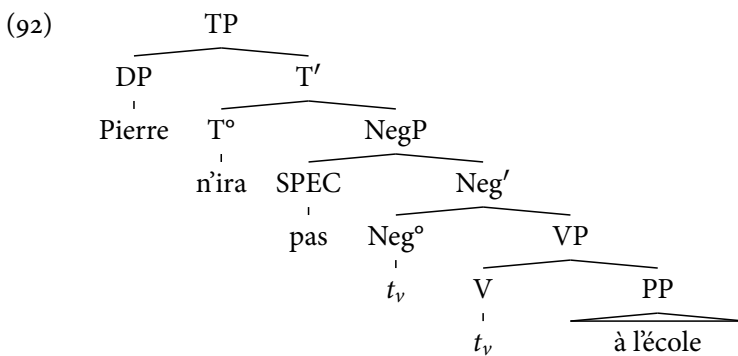 (92) TP
DP T′
Pierre T° NegP
n'ira SPEC Neg′
pas Neg° VP
t_v V PP
t_v à l'école